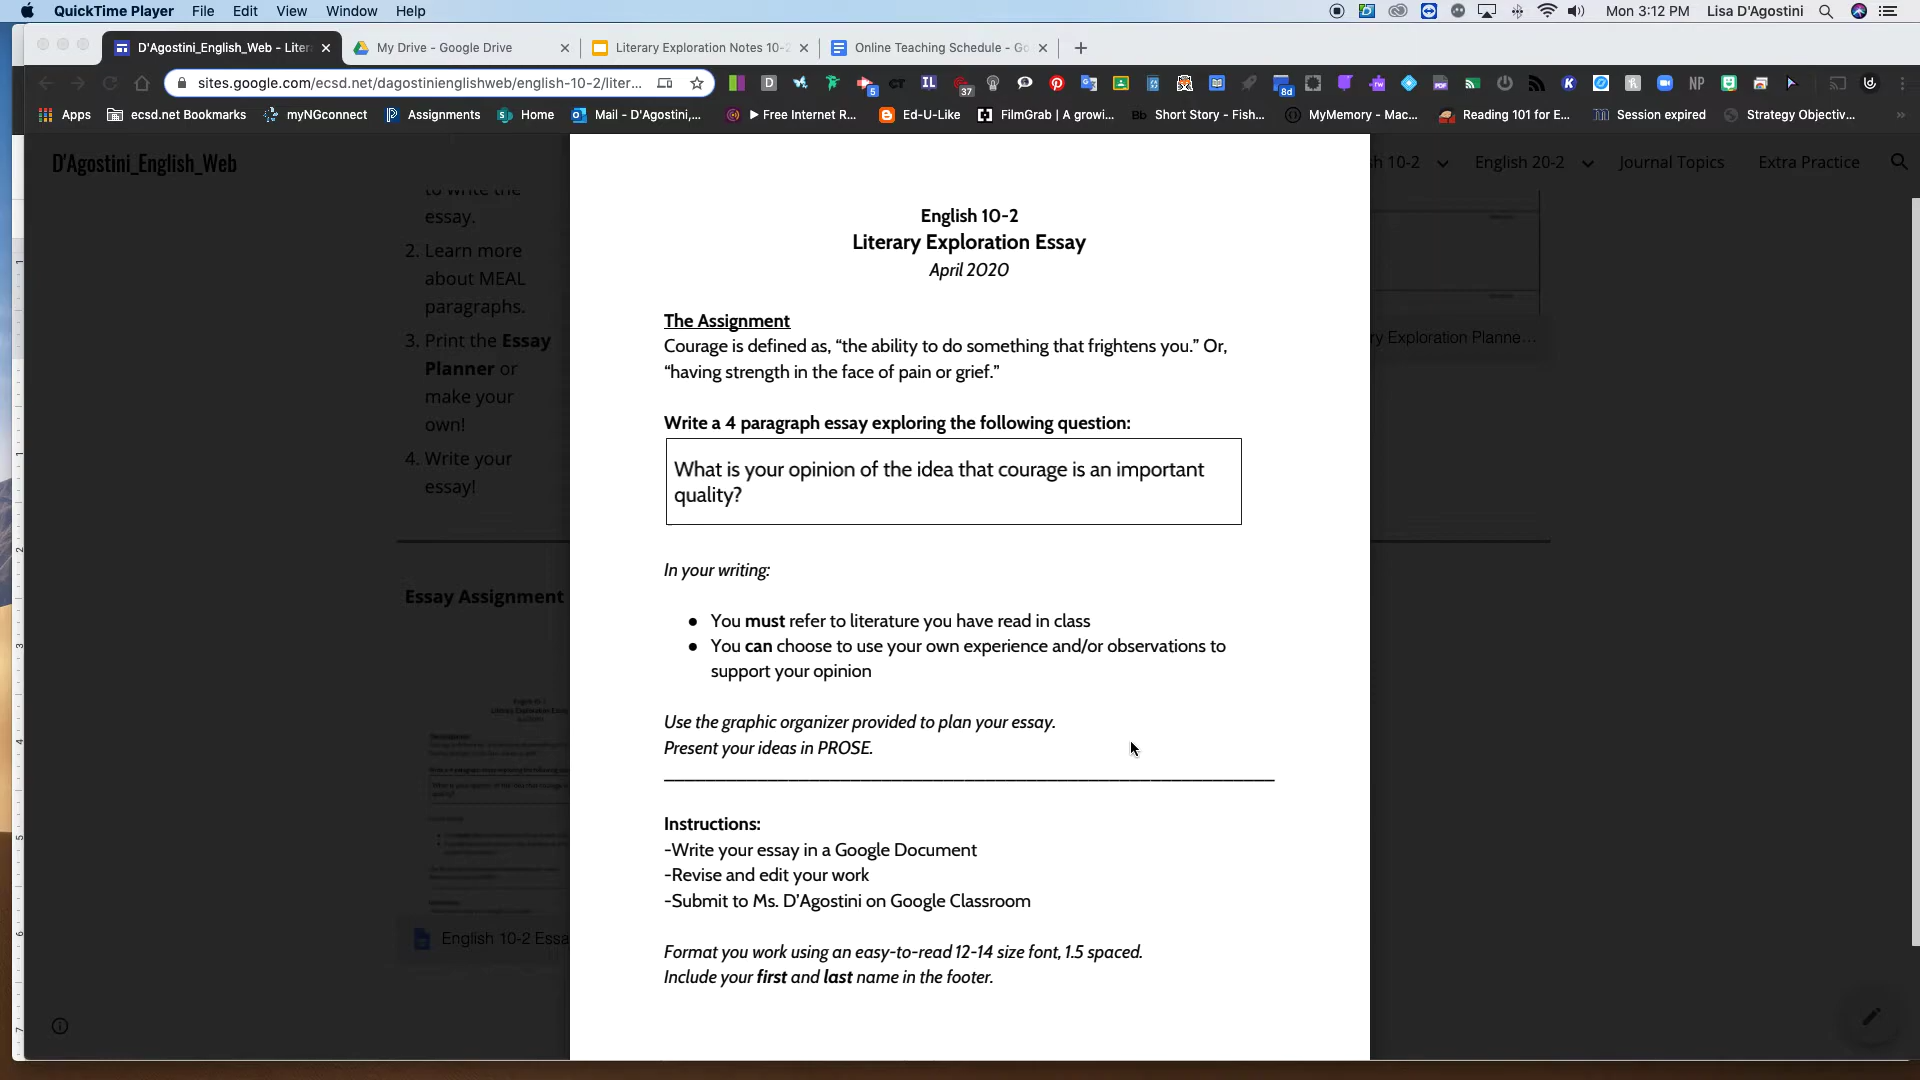 QuickTime Player File Edit View Window Help
Mon 3:12 PM Lisa D'Agostini
D'Agostini_English_Web - Liter
My Drive - Google Drive
Literary Exploration Notes 10-2
Online Teaching Schedule - Go
sites.google.com/ecsd.net/dagostinienglishweb/english-10-2/liter...
Apps ecsd.net Bookmarks myNGconnect Assignments Home Mail - D'Agostini,... Free Internet R... Ed-U-Like FilmGrab | A growi... Short Story - Fish... MyMemory - Mac... Reading 101 for E... Session expired Strategy Objectiv...
D'Agostini_English_Web
sh 10-2 English 20-2 Journal Topics Extra Practice
to write the
essay.
2. Learn more
about MEAL
paragraphs.
3. Print the Essay
Planner or
make your
own!
4. Write your
essay!
Essay Assignment
English 10-2 Essa
ry Exploration Planne...
English 10-2
Literary Exploration Essay
April 2020
The Assignment
Courage is defined as, “the ability to do something that frightens you.” Or,
“having strength in the face of pain or grief.”
Write a 4 paragraph essay exploring the following question:
What is your opinion of the idea that courage is an important
quality?
In your writing:
● You must refer to literature you have read in class
● You can choose to use your own experience and/or observations to
support your opinion
Use the graphic organizer provided to plan your essay.
Present your ideas in PROSE.
Instructions:
-Write your essay in a Google Document
-Revise and edit your work
-Submit to Ms. D'Agostini on Google Classroom
Format you work using an easy-to-read 12-14 size font, 1.5 spaced.
Include your first and last name in the footer.